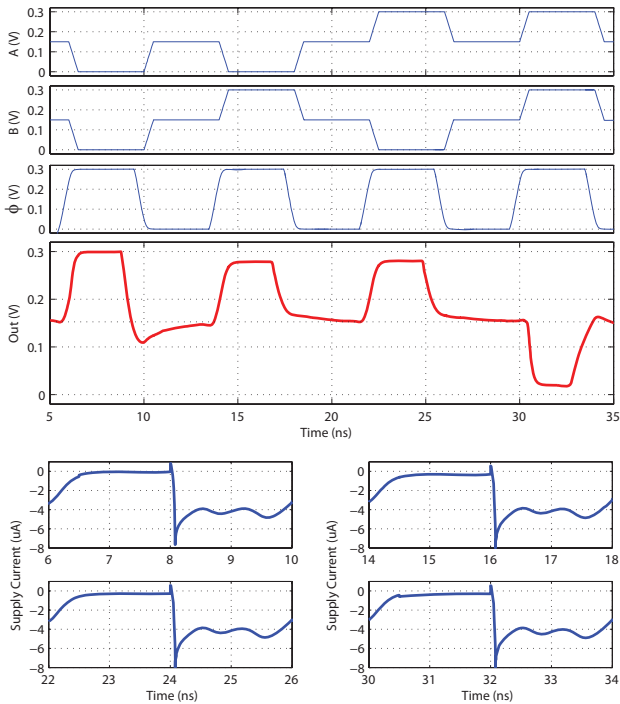 A (V)
0.3
0.2
0.1
0
B (V)
0.3
0.2
0.1
0
ϕ (V)
0.3
0.2
0.1
0
Out (V)
0.3
0.2
0.1
0
5 10 15 20 25 30 35
Time (ns)
Supply Current (uA)
0
−2
−4
−6
−8
6 7 8 9 10
0
−2
−4
−6
−8
14 15 16 17 18
Supply Current (uA)
0
−2
−4
−6
−8
22 23 24 25 26
Time (ns)
0
−2
−4
−6
−8
30 31 32 33 34
Time (ns)